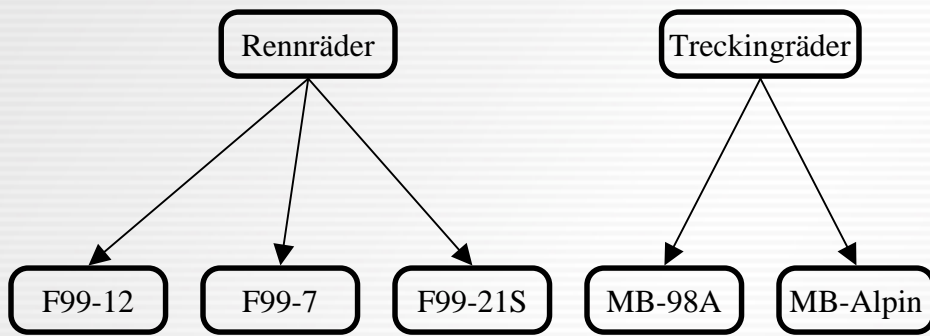 Rennräder
Treckingräder
F99-12
F99-7
F99-21S
MB-98A
MB-Alpin